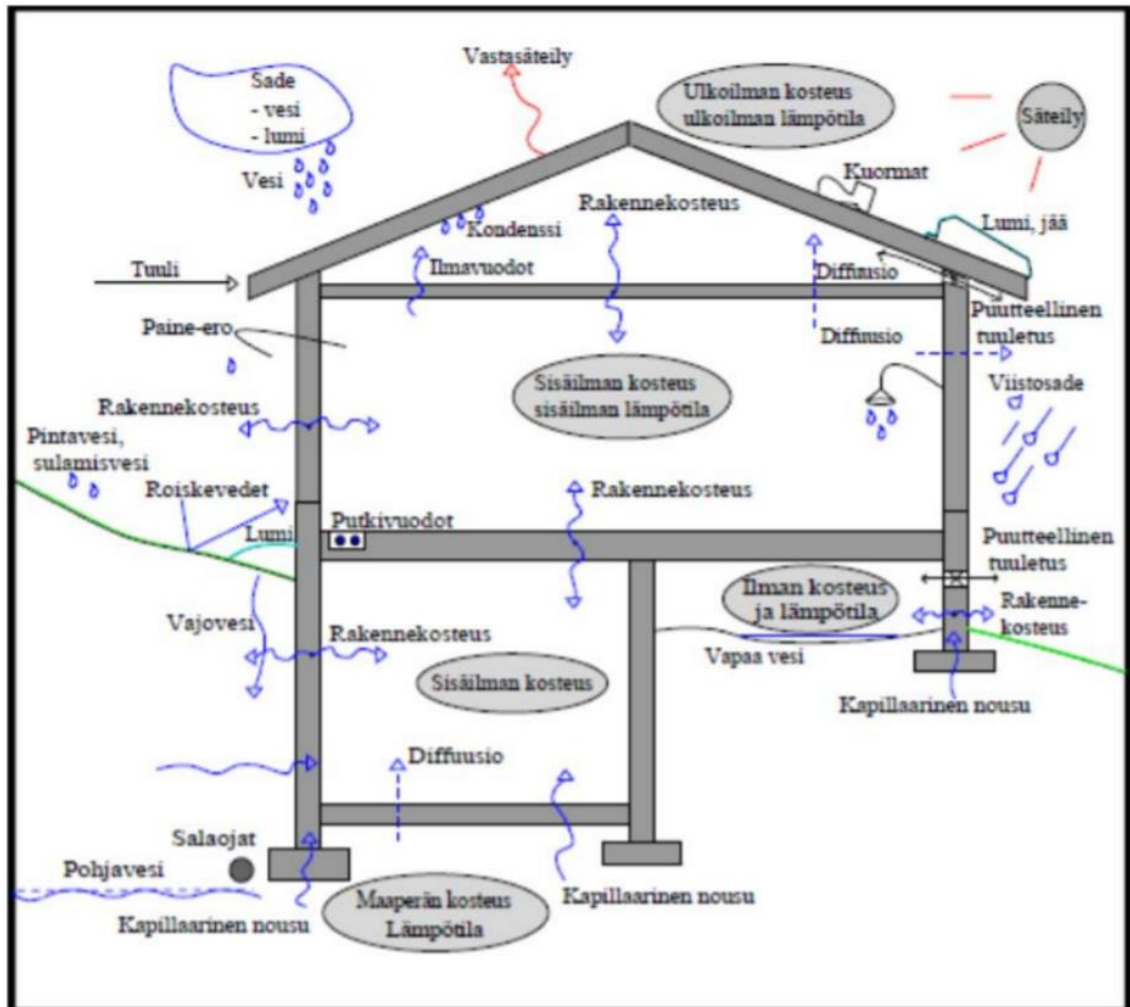 Vastasäteily
Sade
- vesi
- lumi
Ulkoilman kosteus
ulkoilman lämpötila
Säteily
Vesi
Kuormat
Rakennekosteus
Kondenssi
Lumi, jää
Tuuli
Ilmavuodot
Diffuusio
Puutteellinen
tuuletus
Paine-ero
Diffuusio
Sisäilman kosteus
sisäilman lämpötila
Viistosade
Rakennekosteus
Pintavesi,
sulamisvesi
Roiskevedet
Rakennekosteus
Lumi
Putkivuodot
Puutteellinen
tuuletus
Ilman kosteus
ja lämpötila
Vajovesi
Rakennekosteus
Rakenne-
kosteus
Vapaa vesi
Sisäilman kosteus
Kapillaarinen nousu
Diffuusio
Salaojat
Pohjavesi
Kapillaarinen nousu
Maaperän kosteus
Lämpötila
Kapillaarinen nousu